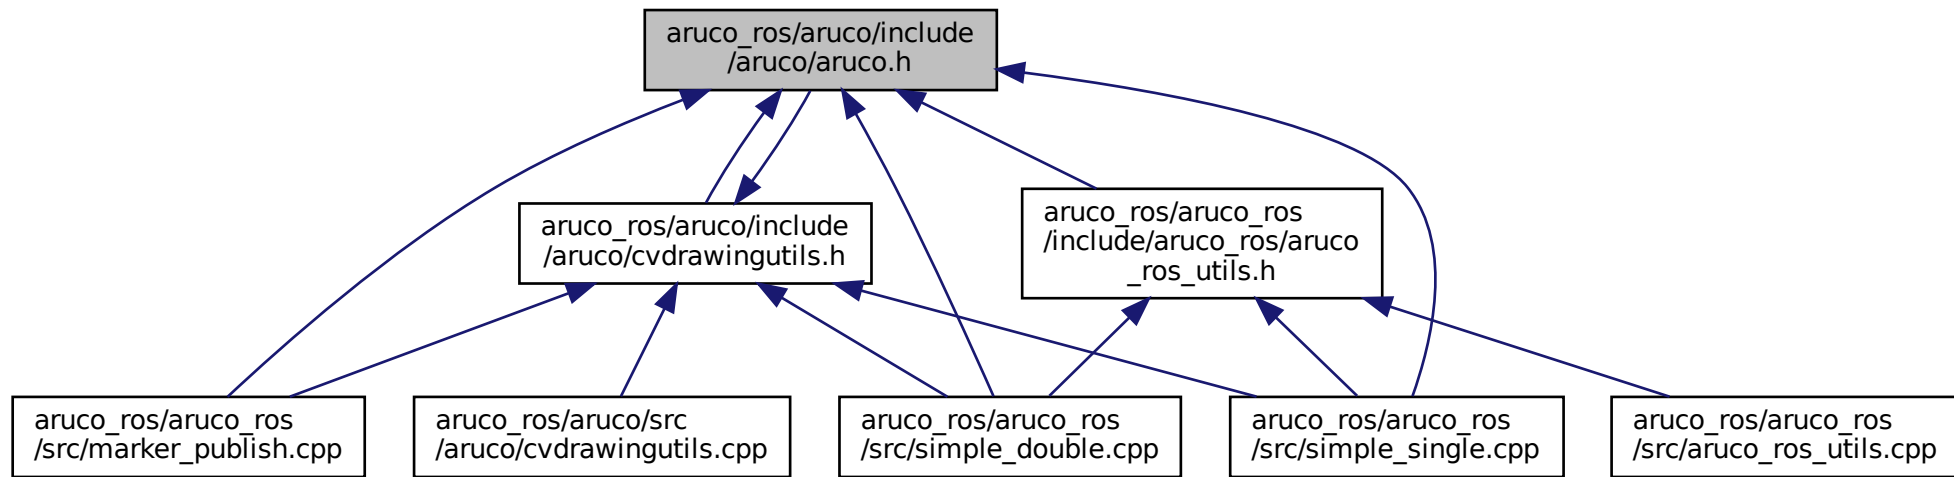 aruco_ros/aruco/include
/aruco/aruco.h
aruco_ros/aruco/include
/aruco/cvdrawingutils.h
aruco_ros/aruco_ros
/include/aruco_ros/aruco
_ros_utils.h
aruco_ros/aruco_ros
/src/marker_publish.cpp
aruco_ros/aruco/src
/aruco/cvdrawingutils.cpp
aruco_ros/aruco_ros
/src/simple_double.cpp
aruco_ros/aruco_ros
/src/simple_single.cpp
aruco_ros/aruco_ros
/src/aruco_ros_utils.cpp